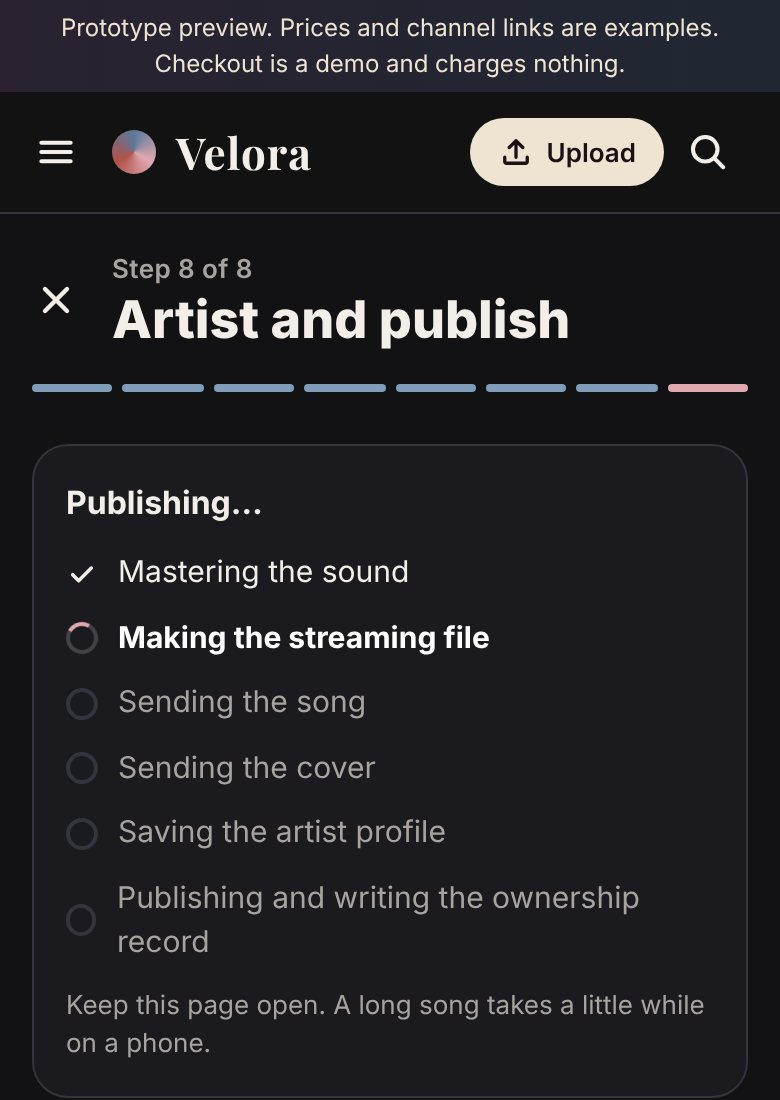 Prototype preview. Prices and channel links are examples.
Checkout is a demo and charges nothing.
Velora
Upload
Step 8 of 8
Artist and publish
Publishing...
Mastering the sound
Making the streaming file
Sending the song
Sending the cover
Saving the artist profile
Publishing and writing the ownership
record
Keep this page open. A long song takes a little while
on a phone.